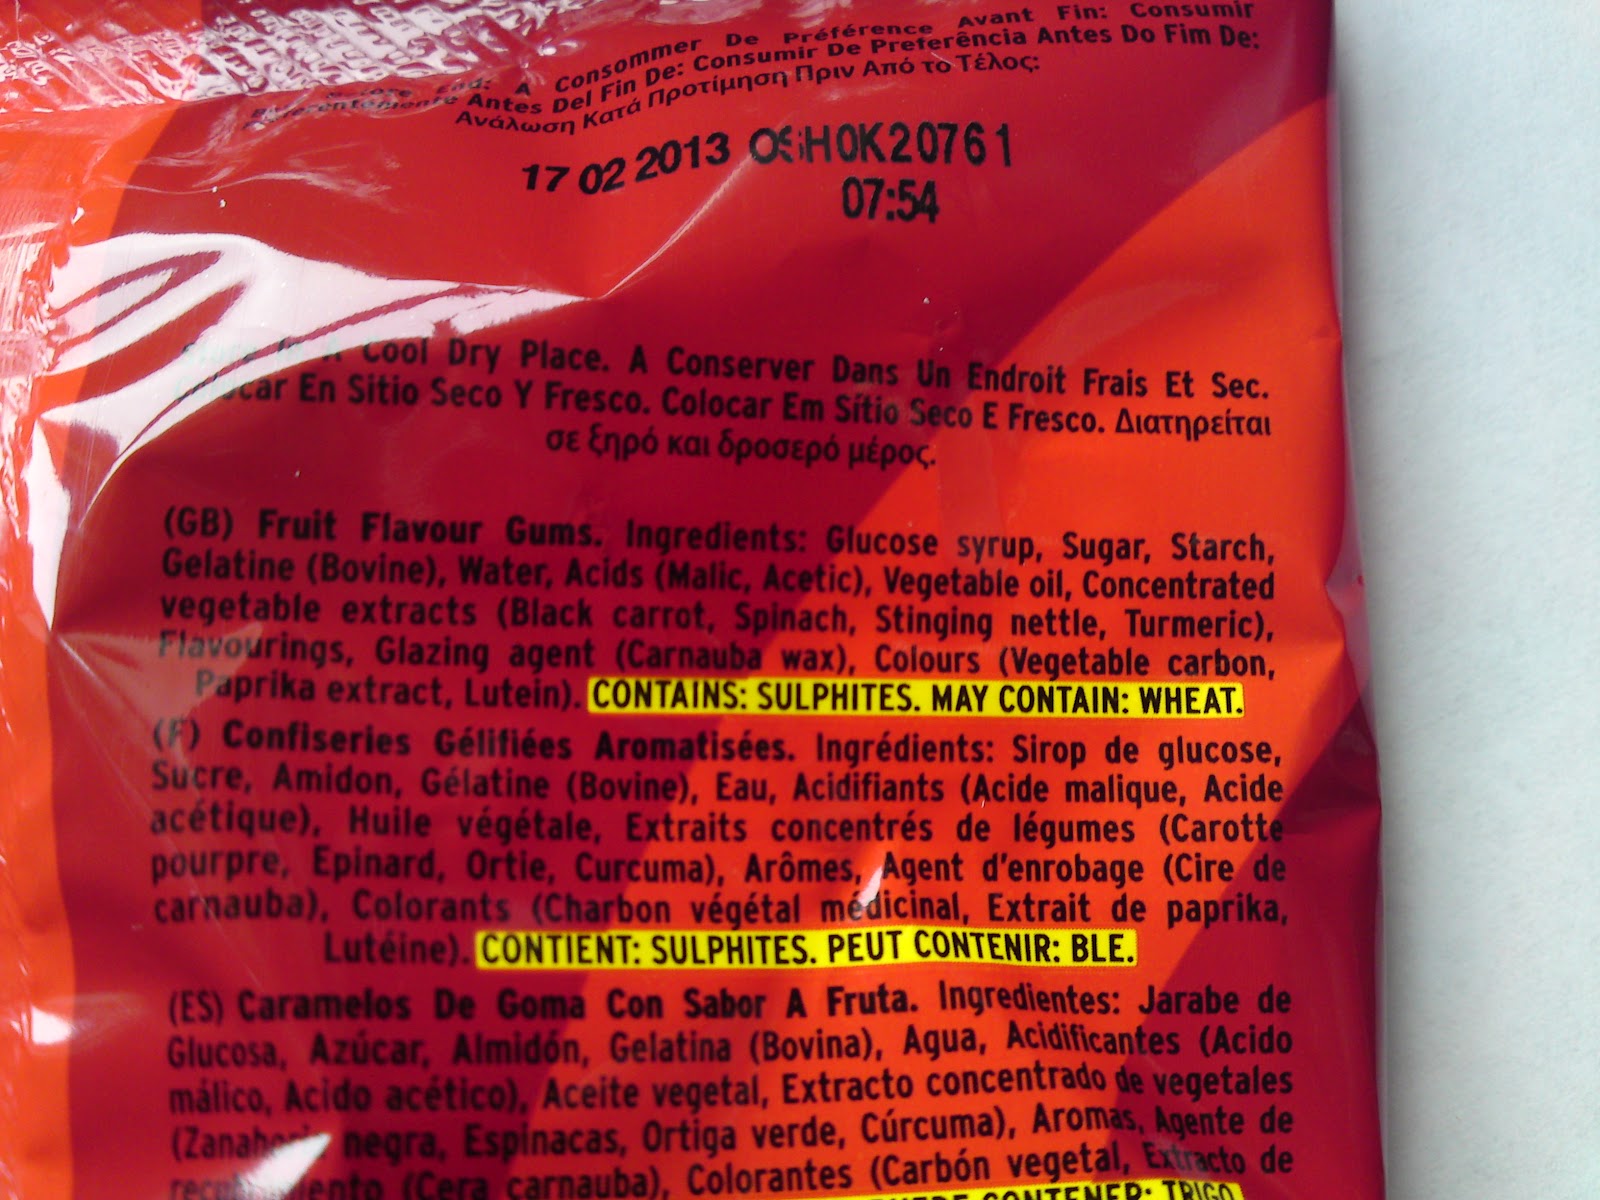 End: A Consommer De Préférence Avant Fin: Consumir
Antes Del Fin De: Consumir De Preferência Antes Do Fim De:
Ανάλωση Κατά Προτίμηση Πριν Από το Τέλος:
17 02 2013 H0K20761
07:54
A Cool Dry Place. A Conserver Dans Un Endroit Frais Et Sec.
Colocar En Sitio Seco Y Fresco. Colocar Em Sítio Seco E Fresco. Διατηρείται
σε ξηρό και δροσερό μέρος.
(GB) Fruit Flavour Gums. Ingredients: Glucose syrup, Sugar, Starch,
Gelatine (Bovine), Water, Acids (Malic, Acetic), Vegetable oil, Concentrated
vegetable extracts (Black carrot, Spinach, Stinging nettle, Turmeric),
Flavourings, Glazing agent (Carnauba wax), Colours (Vegetable carbon,
Paprika extract, Lutein). CONTAINS: SULPHITES. MAY CONTAIN: WHEAT.
(F) Confiseries Gélifiées Aromatisées. Ingrédients: Sirop de glucose,
Sucre, Amidon, Gélatine (Bovine), Eau, Acidifiants (Acide malique, Acide
acétique), Huile végétale, Extraits concentrés de légumes (Carotte
pourpre, Epinard, Ortie, Curcuma), Arômes, Agent d'enrobage (Cire de
carnauba), Colorants (Charbon végétal médicinal, Extrait de paprika,
Lutéine). CONTIENT: SULPHITES. PEUT CONTENIR: BLE.
(ES) Caramelos De Goma Con Sabor A Fruta. Ingredientes: Jarabe de
Glucosa, Azúcar, Almidón, Gelatina (Bovina), Agua, Acidificantes (Acido
málico, Acido acético), Aceite vegetal, Extracto concentrado de vegetales
(Zanahoria negra, Espinacas, Ortiga verde, Cúrcuma), Aromas, Agente de
recubrimiento (Cera carnauba), Colorantes (Carbón vegetal, Extracto de
PUEDE CONTENER: TRIGO.